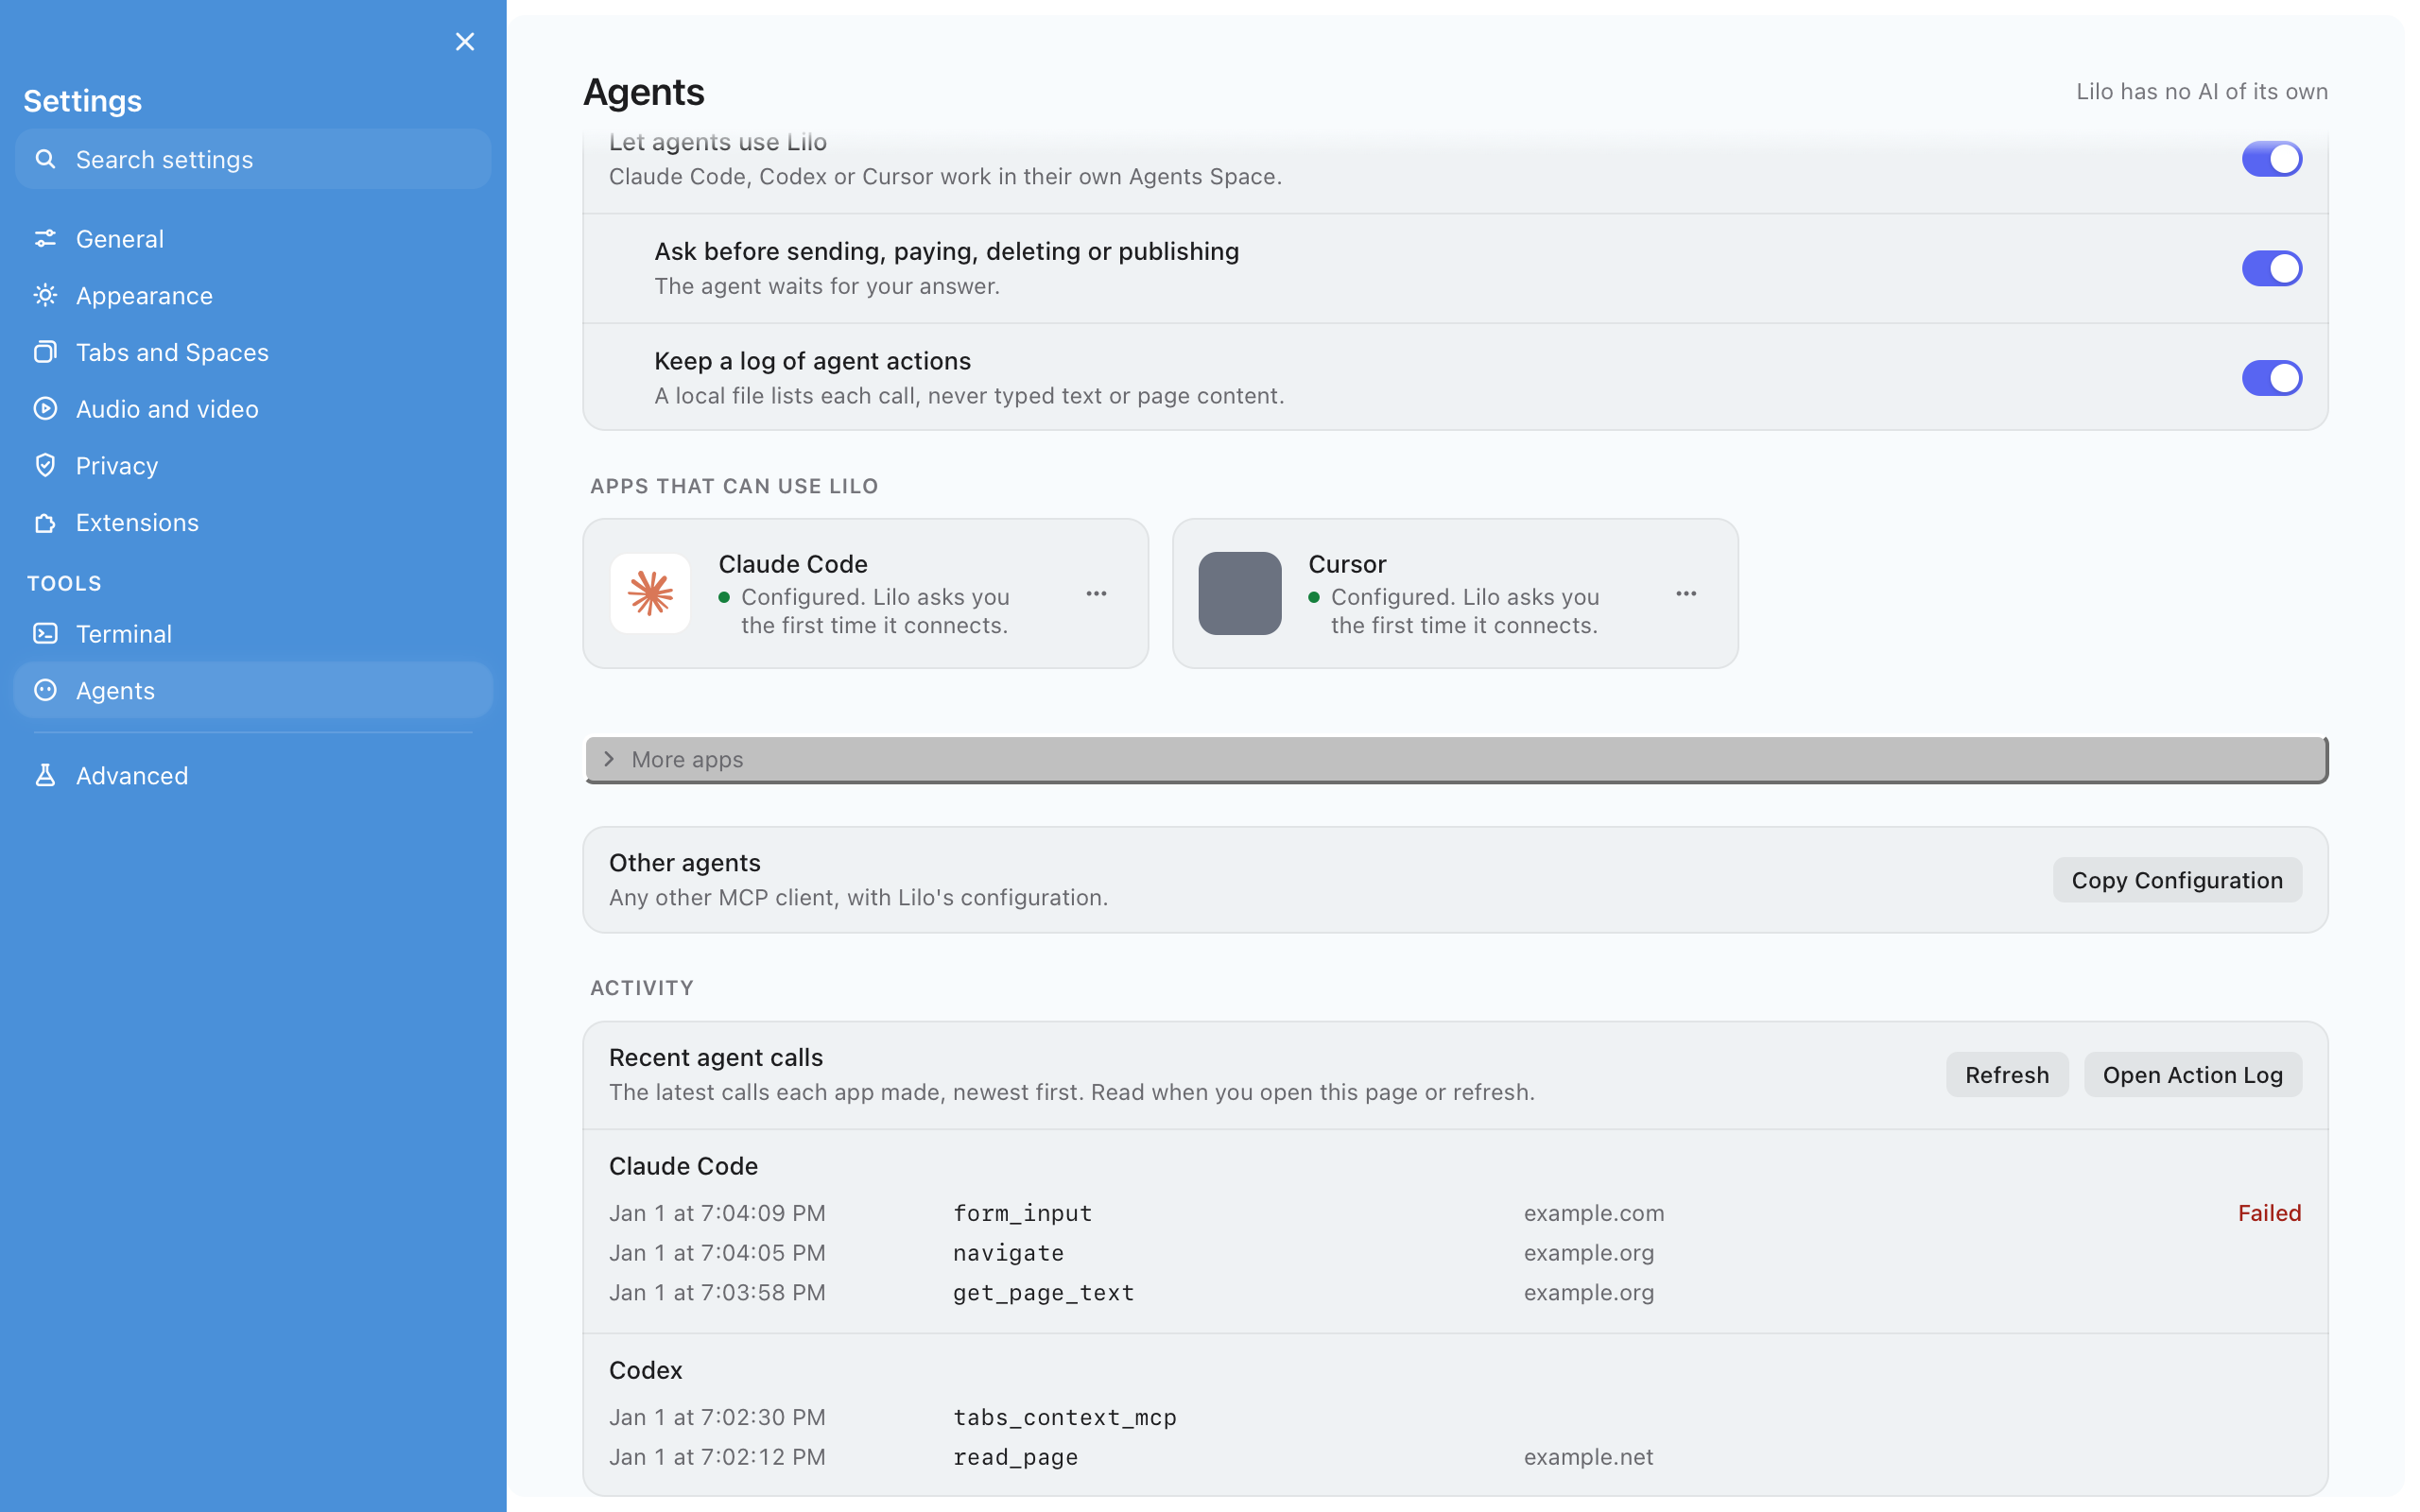 Settings
Search settings
General
Appearance
Tabs and Spaces
Audio and video
Privacy
Extensions
TOOLS
Terminal
Agents
Advanced
Agents
Lilo has no AI of its own
Let agents use Lilo
Claude Code, Codex or Cursor work in their own Agents Space.
Ask before sending, paying, deleting or publishing
The agent waits for your answer.
Keep a log of agent actions
A local file lists each call, never typed text or page content.
APPS THAT CAN USE LILO
Claude Code
Configured. Lilo asks you
the first time it connects.
Cursor
Configured. Lilo asks you
the first time it connects.
More apps
Other agents
Any other MCP client, with Lilo's configuration.
Copy Configuration
ACTIVITY
Recent agent calls
The latest calls each app made, newest first. Read when you open this page or refresh.
Refresh
Open Action Log
Claude Code
Jan 1 at 7:04:09 PM form_input example.com Failed
Jan 1 at 7:04:05 PM navigate example.org
Jan 1 at 7:03:58 PM get_page_text example.org
Codex
Jan 1 at 7:02:30 PM tabs_context_mcp
Jan 1 at 7:02:12 PM read_page example.net